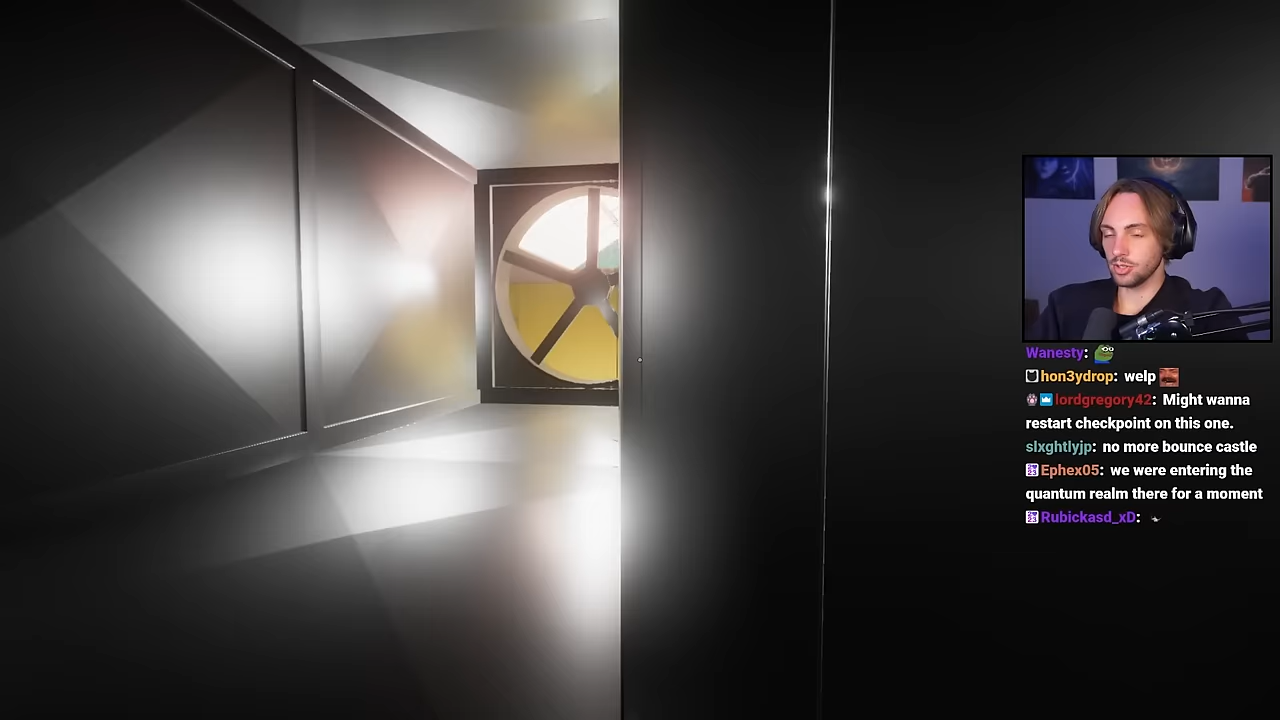 Wanesty:
hon3ydrop: welp
lordgregory42: Might wanna
restart checkpoint on this one.
slxghtlyjp: no more bounce castle
Ephex05: we were entering the
quantum realm there for a moment
Rubickasd_xD: